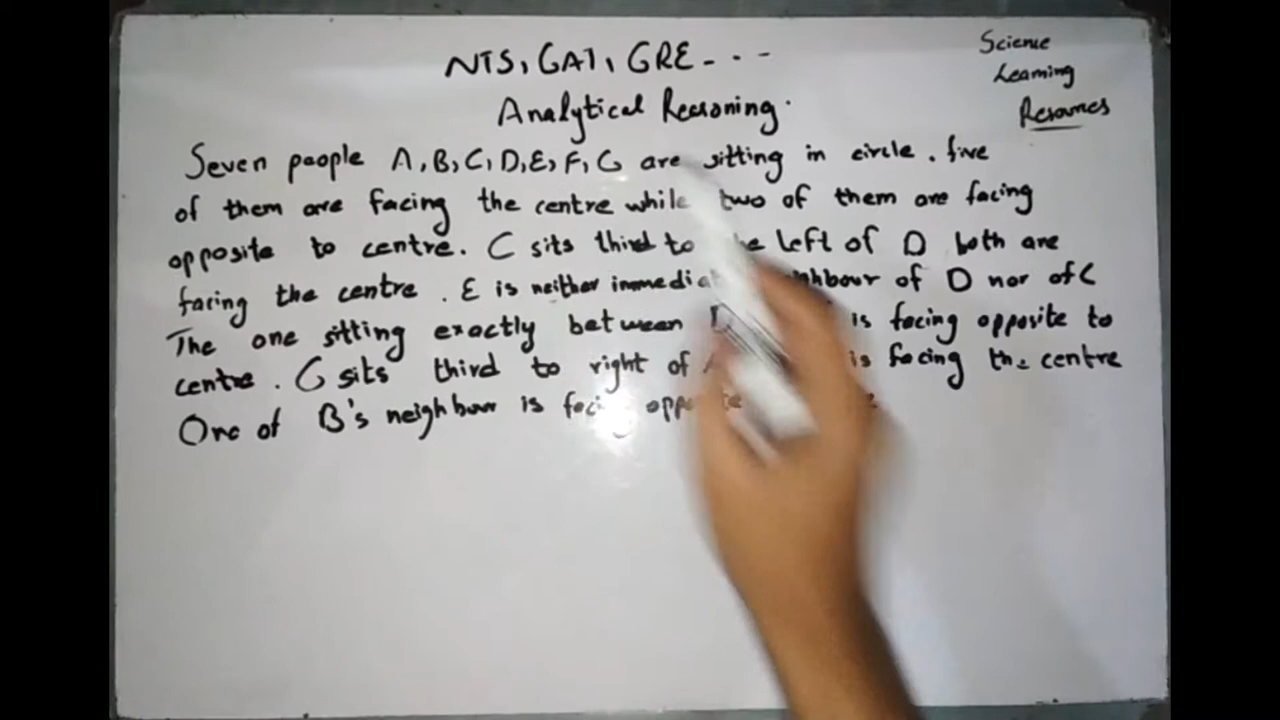 NTS, GAT, GRE - - -
Analytical Reasoning.
Science
Learning
Resources
Seven people A, B, C, D, E, F, G are sitting in circle. five
of them are facing the centre while two of them are facing
opposite to centre. C sits third to the left of D both are
facing the centre. E is neither immediate neighbour of D nor of C
The one sitting exactly between D is facing opposite to
centre. G sits third to right of is facing the centre
One of B's neighbour is facing